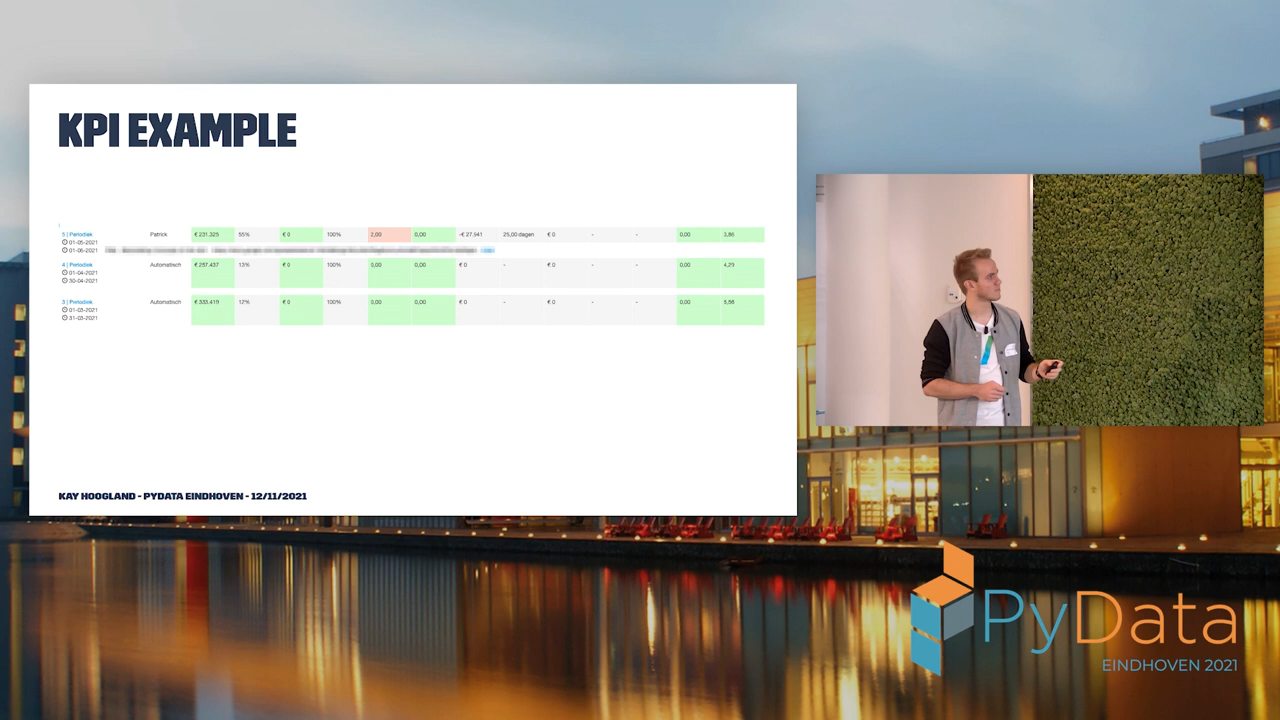 KPI EXAMPLE
5 | Periodiek Patrick € 231.325 55% € 0 100% 2,00 0,00 -€ 27.941 25,00 dagen € 0 - - 0,00 3,86
01-05-2021
01-06-2021
4 | Periodiek Automatisch € 257.437 13% € 0 100% 0,00 0,00 € 0 - € 0 - - 0,00 4,29
01-04-2021
30-04-2021
3 | Periodiek Automatisch € 333.419 12% € 0 100% 0,00 0,00 € 0 - € 0 - - 0,00 5,56
01-03-2021
31-03-2021
KAY HOOGLAND - PYDATA EINDHOVEN - 12/11/2021
PyData
EINDHOVEN 2021